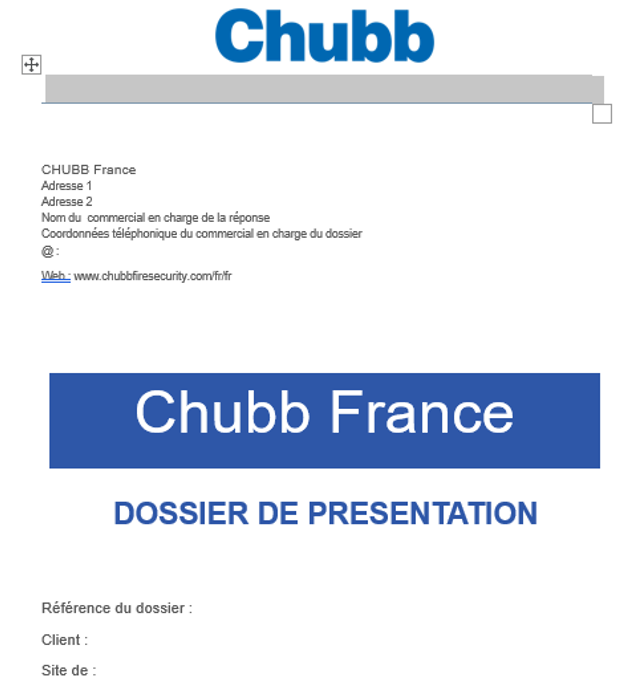 Chubb
CHUBB France
Adresse 1
Adresse 2
Nom du commercial en charge de la réponse
Coordonnées téléphonique du commercial en charge du dossier
@ :
Web : www.chubbfiresecurity.com/fr/fr
Chubb France
DOSSIER DE PRESENTATION
Référence du dossier :
Client :
Site de :